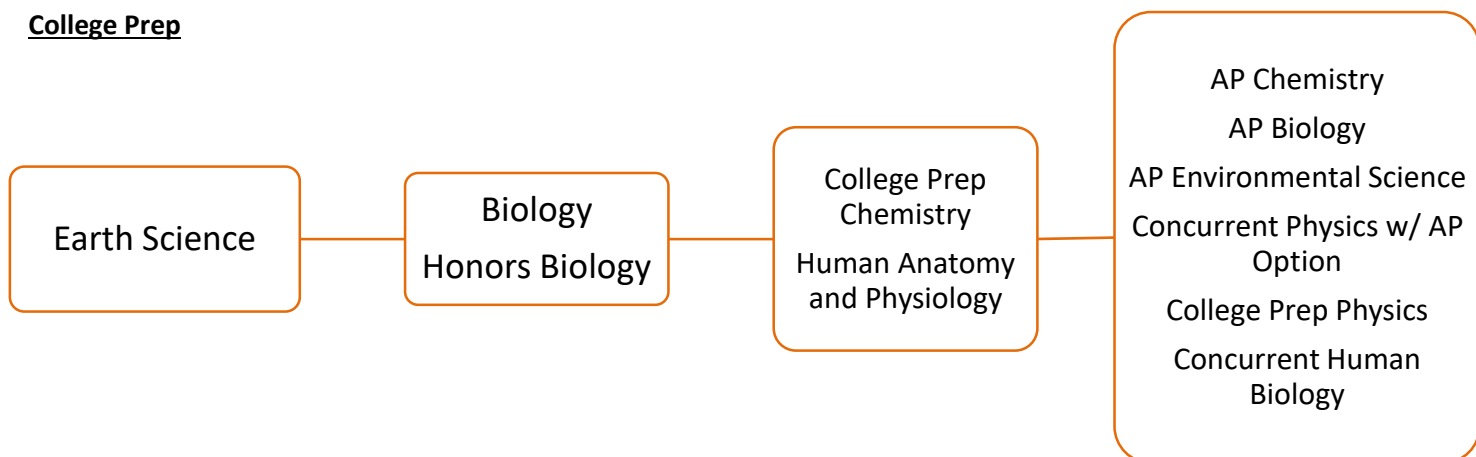 College Prep
Earth Science
Biology
Honors Biology
College Prep
Chemistry
Human Anatomy
and Physiology
AP Chemistry
AP Biology
AP Environmental Science
Concurrent Physics w/ AP
Option
College Prep Physics
Concurrent Human
Biology